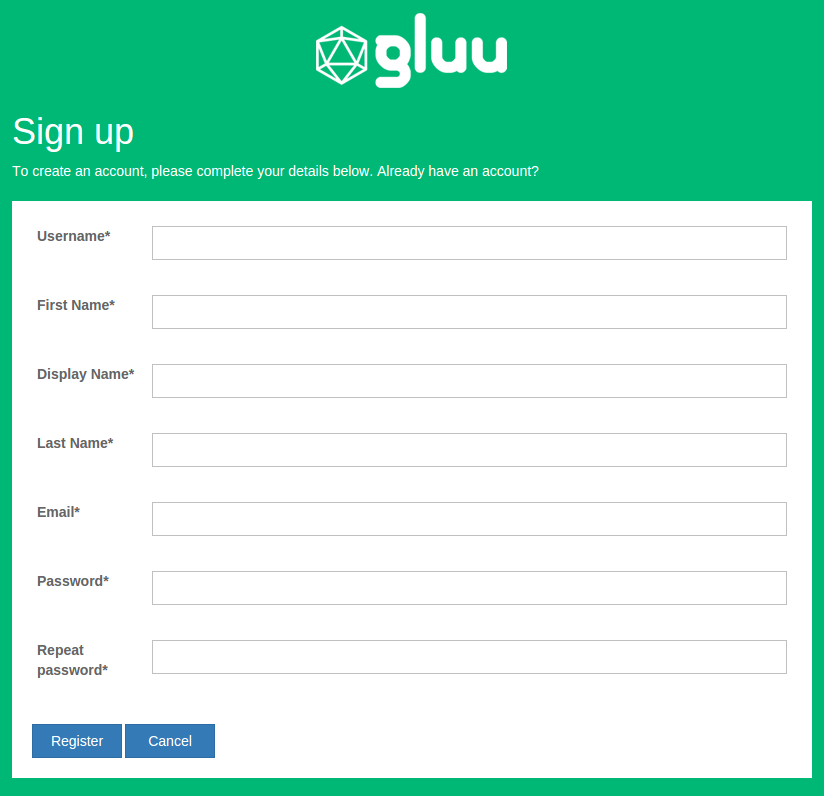 gluu
Sign up
To create an account, please complete your details below. Already have an account?
Username*
First Name*
Display Name*
Last Name*
Email*
Password*
Repeat
password*
Register Cancel